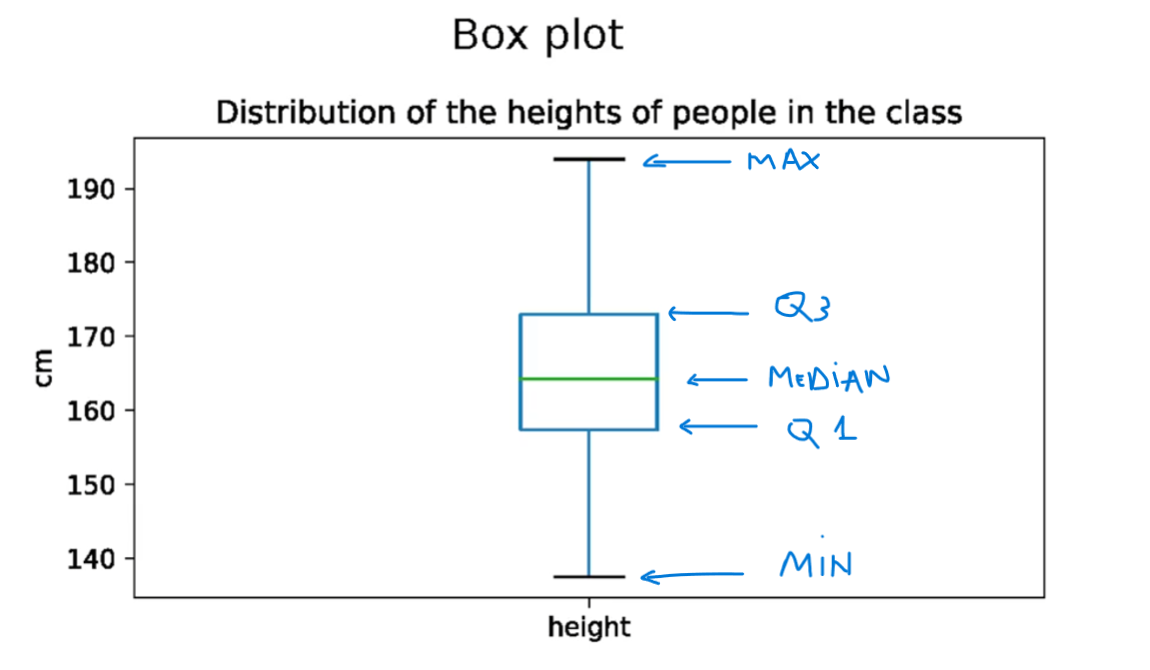 Box plot
Distribution of the heights of people in the class
MAX
190
180
Q3
170
cm
MEDiAN
160
Q1
150
140
MiN
height